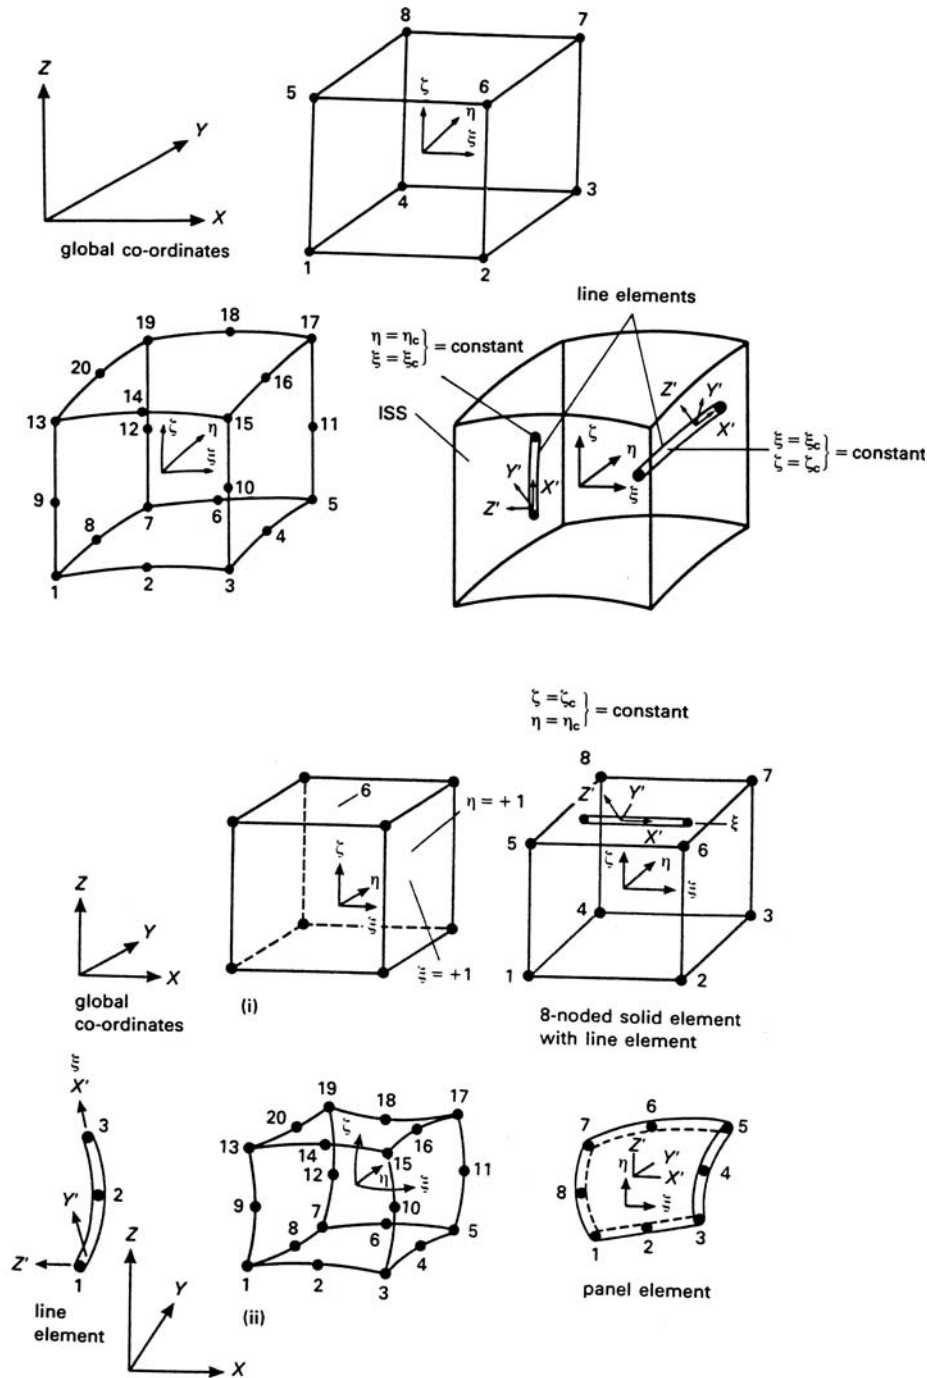 8
7
Z
ζ
6
5
η
Y
ξ
4
3
X
global co-ordinates
1
2
line elements
18
17
19
η = ηc
ξ = ξc } = constant
20
16
14
13
15
12
ζ
11
η
ξ
ISS
Z' Y'
X'
ζ
η
ξ = ξc
ζ = ζc } = constant
ξ
Y'
X'
Z'
9
10
8
7
6
5
4
1
2
3
ζ = ζc
η = ηc } = constant
8
7
6
η = +1
Z'
Y'
X'
ξ
5
6
ζ
η
ξ
ζ
η
ξ
4
3
Z
Y
X
ξ = +1
1
2
global
co-ordinates
(i)
8-noded solid element
with line element
ξ
X'
3
19
18
17
20
16
13
14
15
ζ
η
ξ
12
11
9
10
7
8
6
5
4
1
2
3
Y'
2
Z'
1
line
element
Z
Y
X
(ii)
6
7
5
Z'
Y'
X'
η
ξ
4
8
1
2
3
panel element